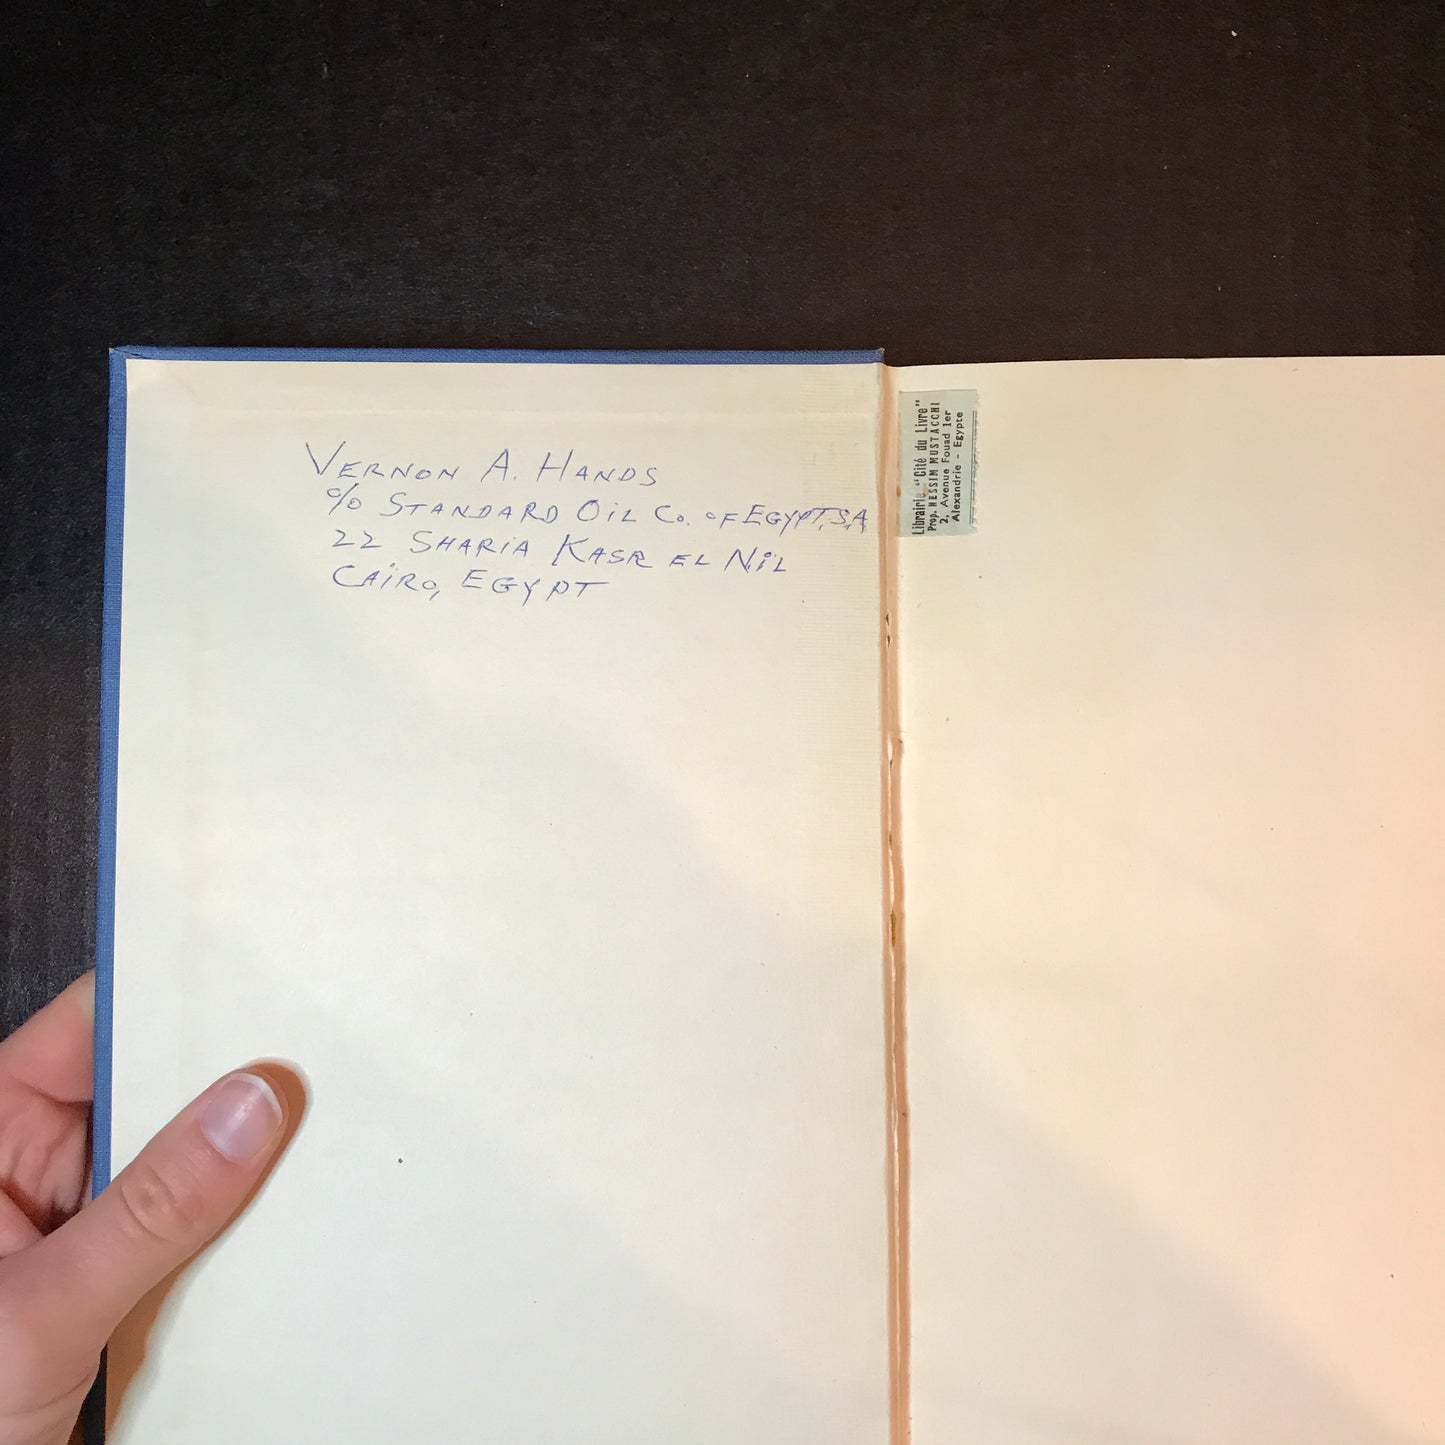 VERNON A. HANDS
c/o STANDARD OIL Co. OF EGYPT, S.A
22 SHARIA KASR EL NIL
CAIRO, EGYPT
Librairie "Cité du Livre"
Prop. NESSIM MUSTACCHI
2, Avenue Fouad 1er
Alexandrie - Egypte